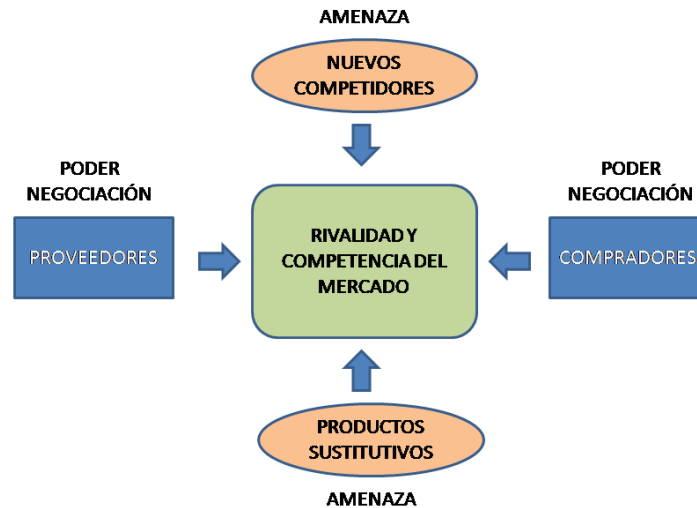 AMENAZA
NUEVOS
COMPETIDORES
PODER
NEGOCIACIÓN
PROVEEDORES
RIVALIDAD Y
COMPETENCIA DEL
MERCADO
PODER
NEGOCIACIÓN
COMPRADORES
PRODUCTOS
SUSTITUTIVOS
AMENAZA